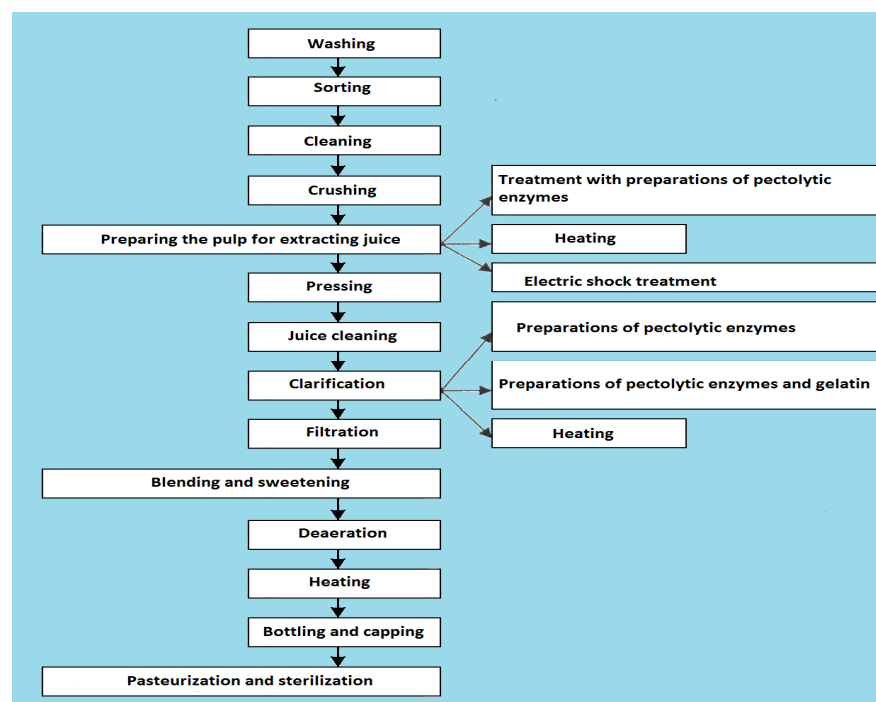 Washing
Sorting
Cleaning
Crushing
Preparing the pulp for extracting juice
Treatment with preparations of pectolytic
enzymes
Heating
Electric shock treatment
Pressing
Juice cleaning
Clarification
Preparations of pectolytic enzymes
Preparations of pectolytic enzymes and gelatin
Heating
Filtration
Blending and sweetening
Deaeration
Heating
Bottling and capping
Pasteurization and sterilization